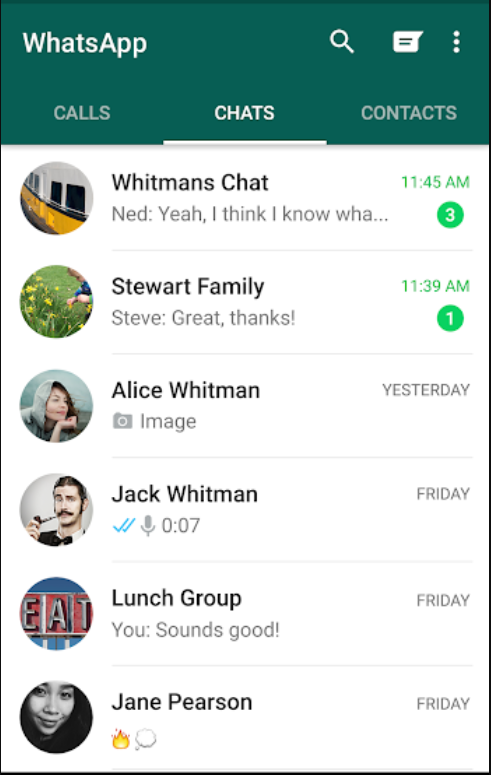 WhatsApp
CALLS CHATS CONTACTS
Whitmans Chat 11:45 AM
Ned: Yeah, I think I know wha... 3
Stewart Family 11:39 AM
Steve: Great, thanks! 1
Alice Whitman YESTERDAY
Image
Jack Whitman FRIDAY
0:07
EAT
Lunch Group FRIDAY
You: Sounds good!
Jane Pearson FRIDAY
🔥💭